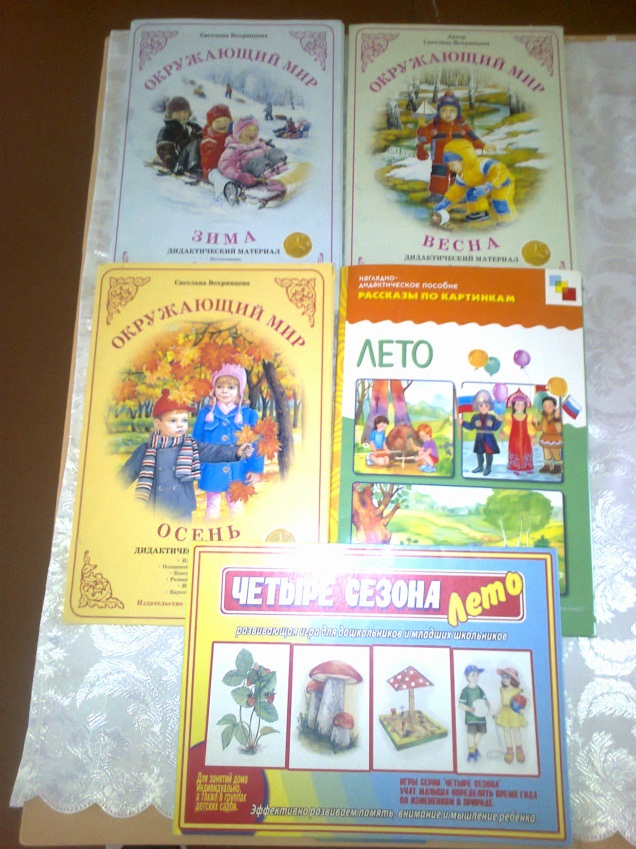 Светлана Вохринцева
ОКРУЖАЮЩИЙ МИР
ЗИМА
ДИДАКТИЧЕСКИЙ МАТЕРИАЛ
Автор
Светлана Вохринцева
ОКРУЖАЮЩИЙ МИР
ВЕСНА
ДИДАКТИЧЕСКИЙ МАТЕРИАЛ
Светлана Вохринцева
ОКРУЖАЮЩИЙ МИР
ОСЕНЬ
ДИДАКТИЧЕ
Издательство
НАГЛЯДНО-
ДИДАКТИЧЕСКОЕ ПОСОБИЕ
РАССКАЗЫ ПО КАРТИНКАМ
ЛЕТО
ЧЕТЫРЕ СЕЗОНА
Лето
развивающая игра для дошкольников и младших школьников
Для занятий дома
индивидуально,
а также в группах
детских садов.
ИГРЫ СЕРИИ "ЧЕТЫРЕ СЕЗОНА"
УЧАТ МАЛЫША ОПРЕДЕЛЯТЬ ВРЕМЯ ГОДА
ПО ИЗМЕНЕНИЯМ В ПРИРОДЕ
Эффективно развиваем память, внимание и мышление ребенка.